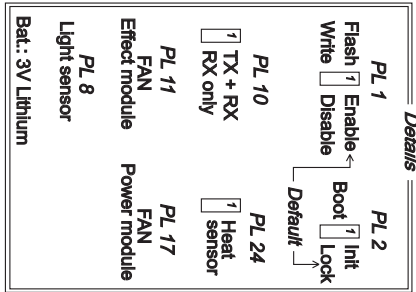 Details
PL 1
Flash 1 Enable
Write Disable
PL 2
Boot 1 Init
Lock
Default
PL 10
1 TX + RX
RX only
PL 24
1 Heat
sensor
PL 11
FAN
Effect module
PL 17
FAN
Power module
PL 8
Light sensor
Bat.: 3V Lithium